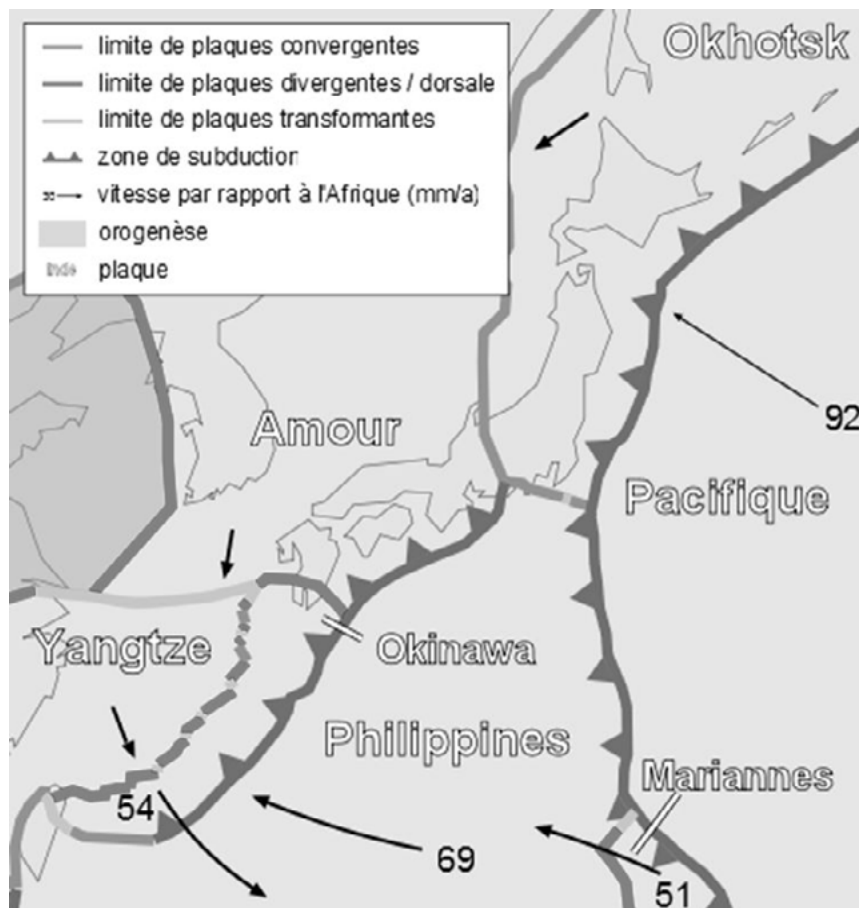 limite de plaques convergentes
limite de plaques divergentes / dorsale
limite de plaques transformantes
zone de subduction
vitesse par rapport à l'Afrique (mm/a)
orogenèse
Inde plaque
Okhotsk
92
Amour
Pacifique
Yangtze
Okinawa
Philippines
Mariannes
54
69
51